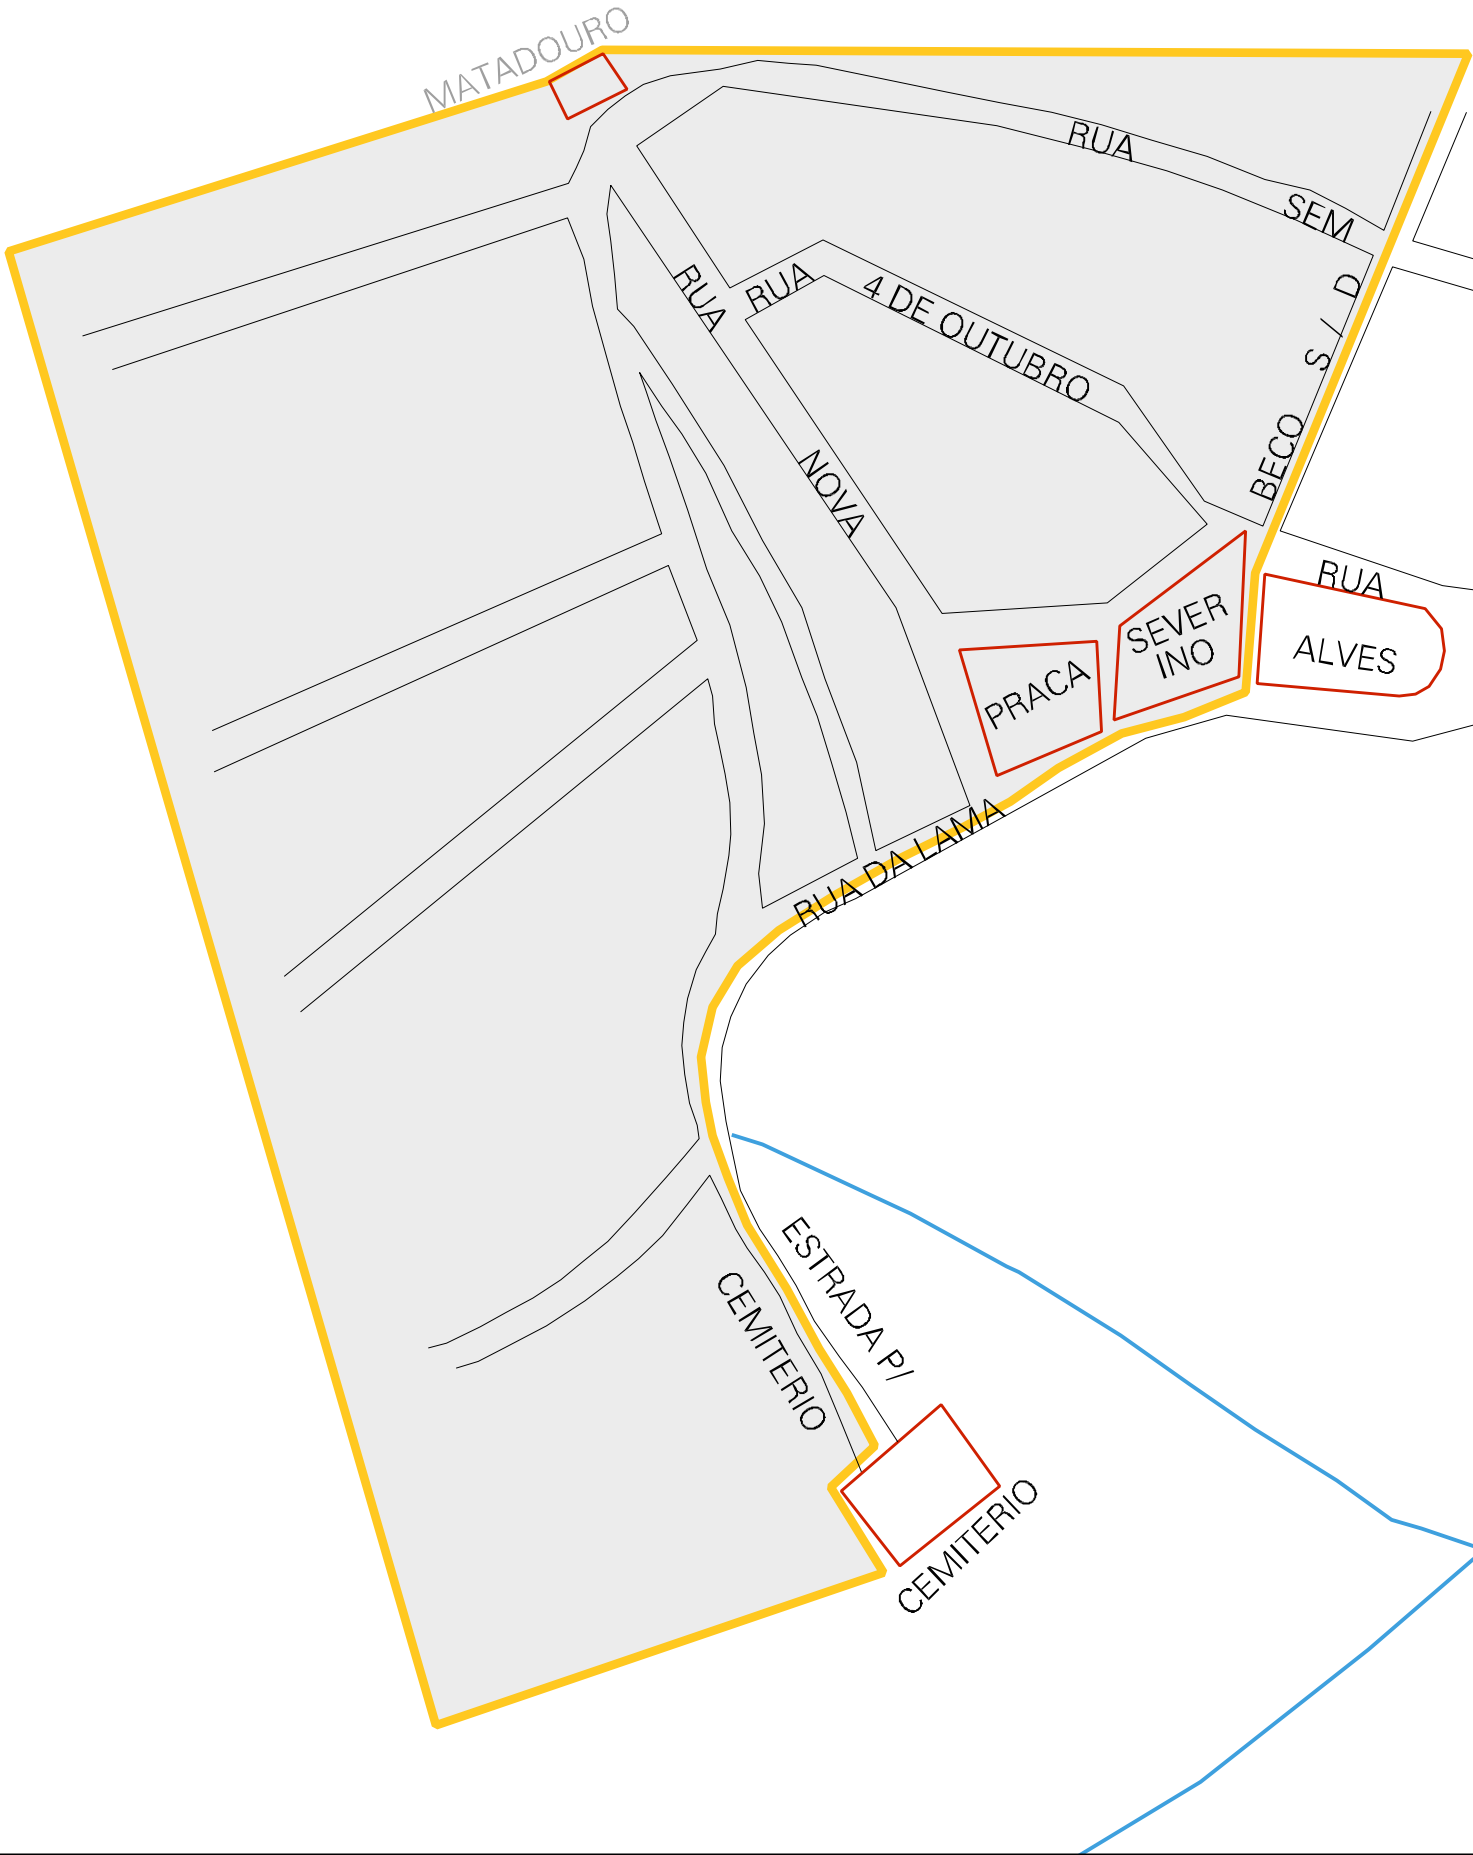 MATADOURO
RUA
SEM
RUA
RUA
4 DE OUTUBRO
BECO S / D
NOVA
RUA
SEVER
INO
ALVES
PRACA
RUA DA LAMA
ESTRADA P/
CEMITERIO
CEMITERIO